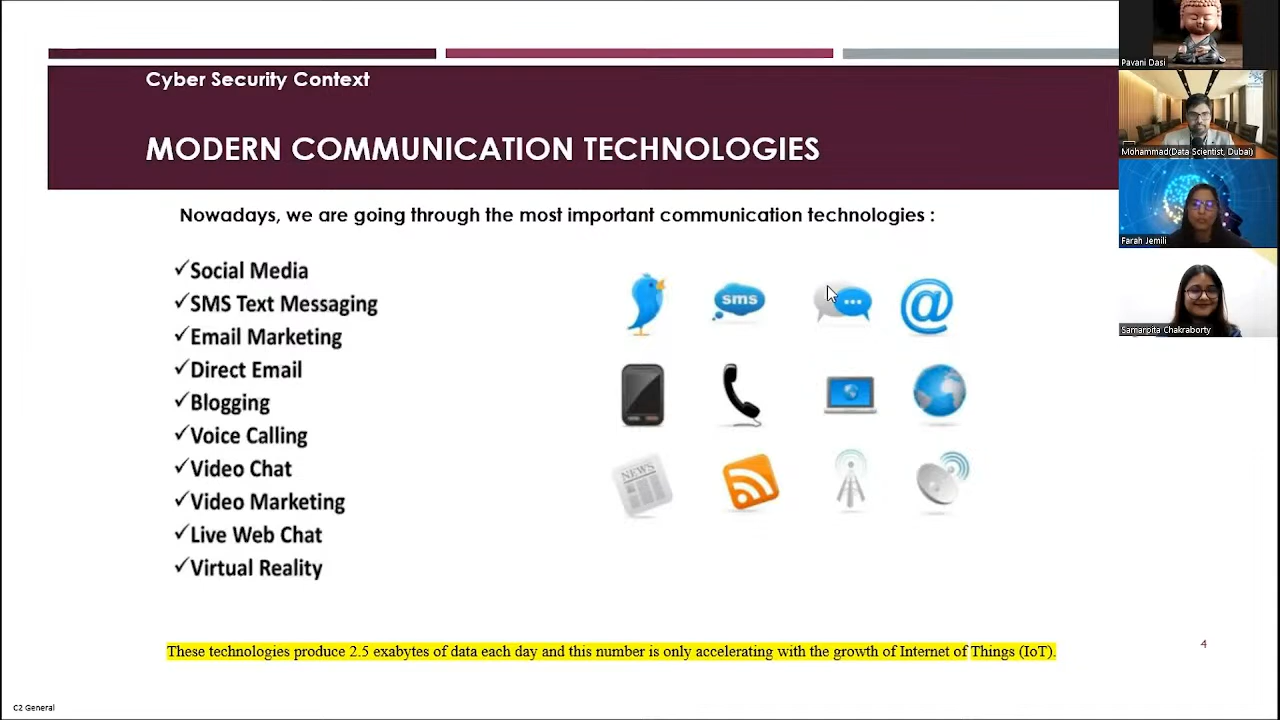 Cyber Security Context
MODERN COMMUNICATION TECHNOLOGIES
Nowadays, we are going through the most important communication technologies :
✓Social Media
✓SMS Text Messaging
✓Email Marketing
✓Direct Email
✓Blogging
✓Voice Calling
✓Video Chat
✓Video Marketing
✓Live Web Chat
✓Virtual Reality
sms
@
NEWS
These technologies produce 2.5 exabytes of data each day and this number is only accelerating with the growth of Internet of Things (IoT).
4
C2 General
Pavani Dasi
Mohammad(Data Scientist, Dubai)
Farah Jemili
Samarpita Chakraborty